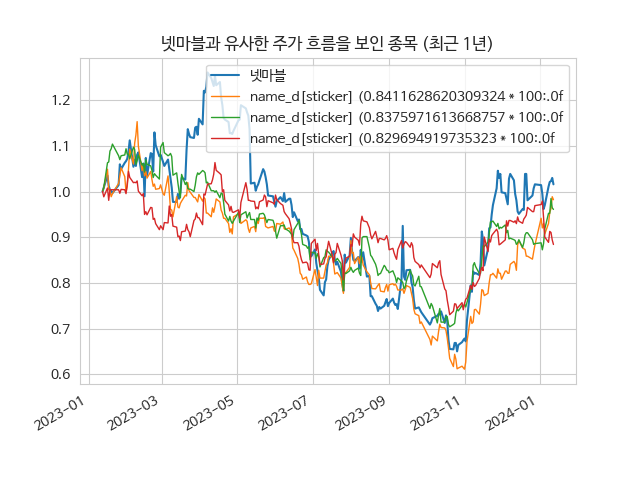 넷마블과 유사한 주가 흐름을 보인 종목 (최근 1년)
넷마블
name_d[sticker] (0.8411628620309324*100:.0f
name_d[sticker] (0.8375971613668757*100:.0f
name_d[sticker] (0.829694919735323*100:.0f
1.2
1.1
1.0
0.9
0.8
0.7
0.6
2023-01
2023-03
2023-05
2023-07
2023-09
2023-11
2024-01